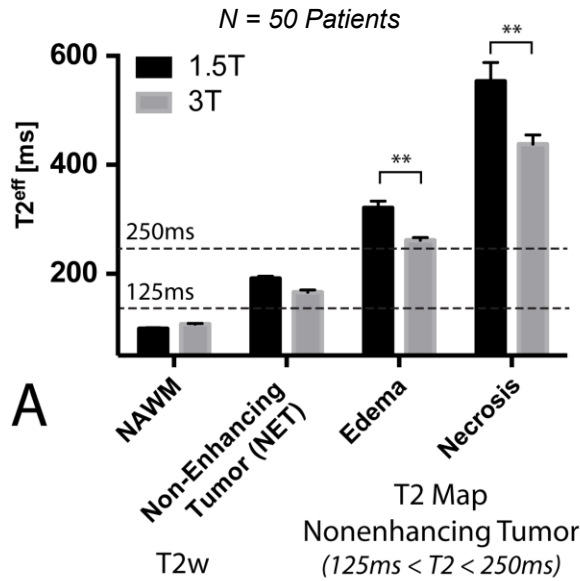 N = 50 Patients
1.5T
3T
T2eff [ms]
600
400
200
**
**
250ms
125ms
A
NAWM
Non-Enhancing
Tumor (NET)
Edema
Necrosis
T2w
T2 Map
Nonenhancing Tumor
(125ms < T2 < 250ms)